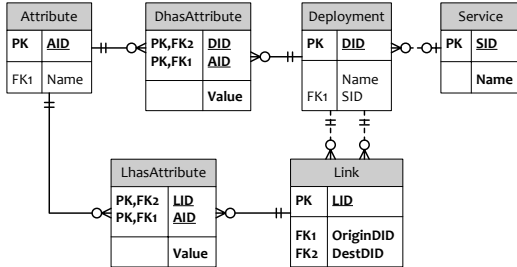 Attribute
PK AID
FK1 Name
DhasAttribute
PK,FK2 DID
PK,FK1 AID
Value
Deployment
PK DID
Name
FK1 SID
Service
PK SID
Name
LhasAttribute
PK,FK2 LID
PK,FK1 AID
Value
Link
PK LID
FK1 OriginDID
FK2 DestDID